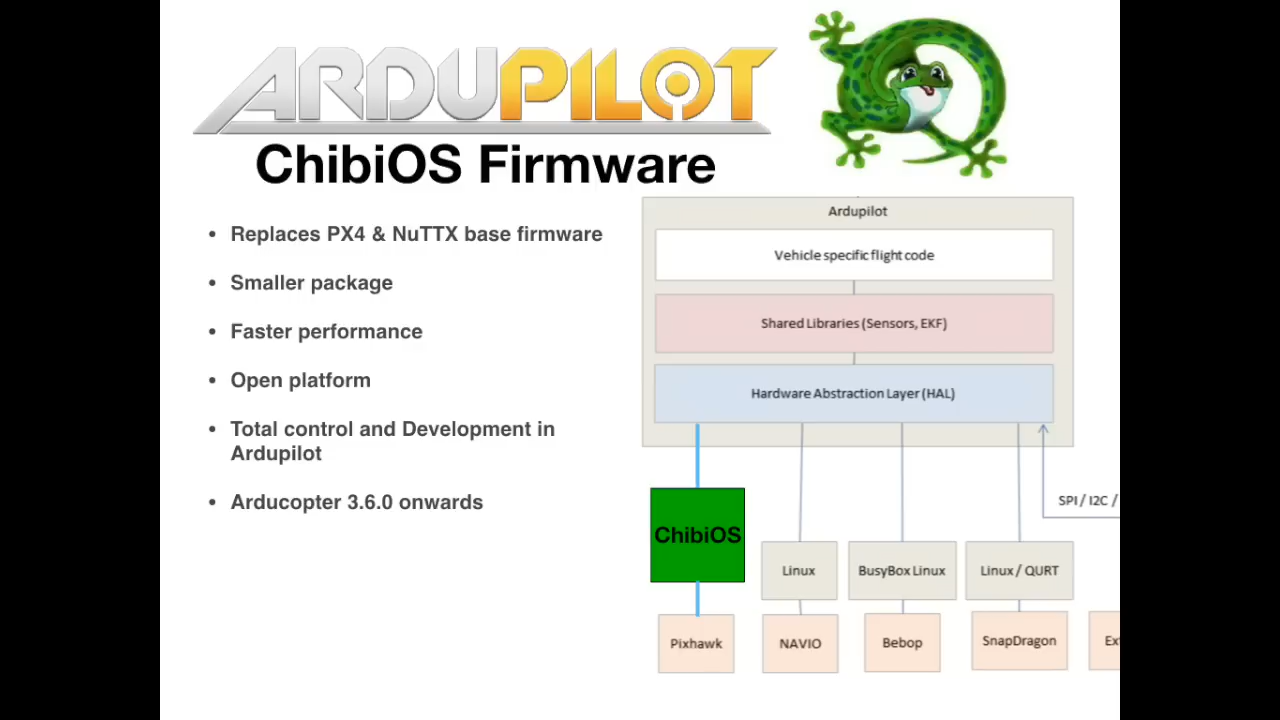 ARDUPILOT
ChibiOS Firmware
• Replaces PX4 & NuTTX base firmware
• Smaller package
• Faster performance
• Open platform
• Total control and Development in
Ardupilot
• Arducopter 3.6.0 onwards
Ardupilot
Vehicle specific flight code
Shared Libraries (Sensors, EKF)
Hardware Abstraction Layer (HAL)
SPI / I2C /
ChibiOS
Linux
BusyBox Linux
Linux / QURT
Pixhawk
NAVIO
Bebop
SnapDragon